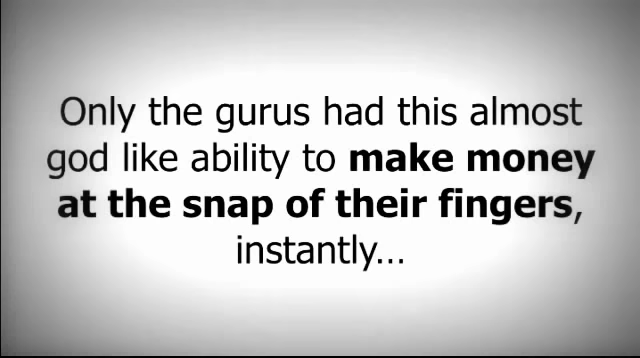 Only the gurus had this almost
god like ability to make money
at the snap of their fingers,
instantly...